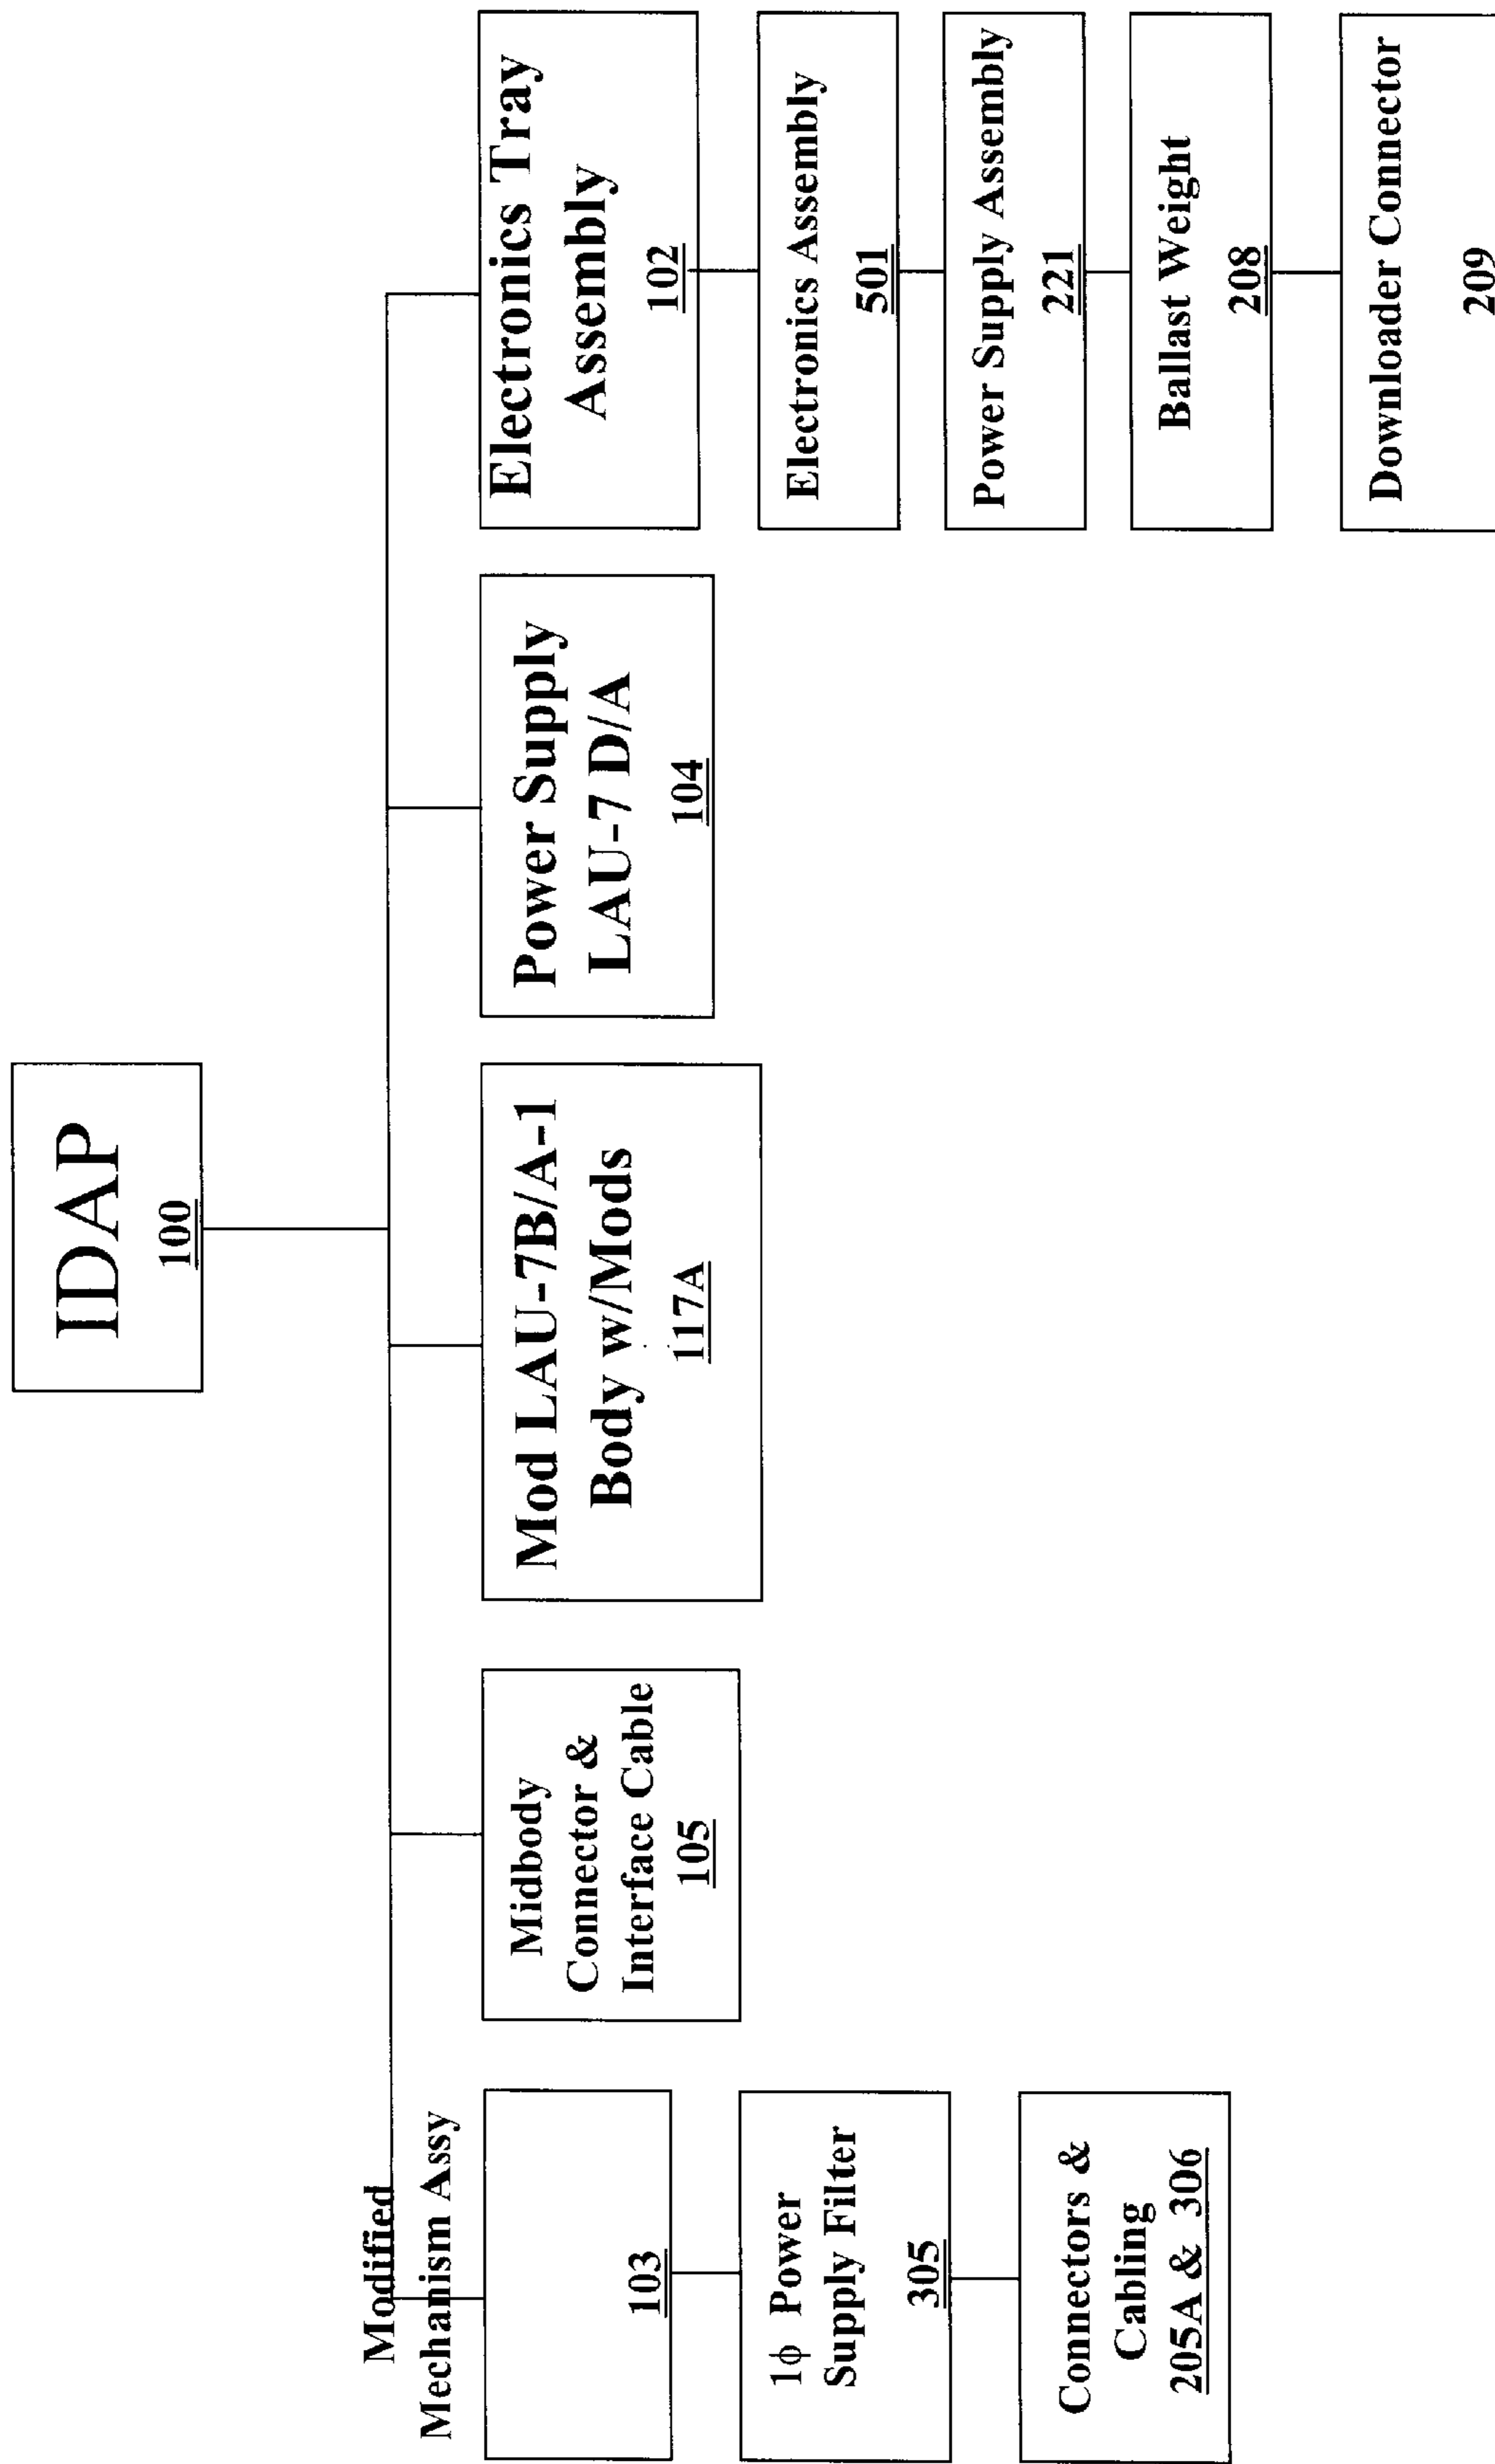 IDAP
100
Modified
Mechanism Assy
103
1ϕ Power
Supply Filter
305
Connectors &
Cabling
205A & 306
Midbody
Connector &
Interface Cable
105
Mod LAU-7B/A-1
Body w/Mods
117A
Power Supply
LAU-7 D/A
104
Electronics Tray
Assembly
102
Electronics Assembly
501
Power Supply Assembly
221
Ballast Weight
208
Downloader Connector
209